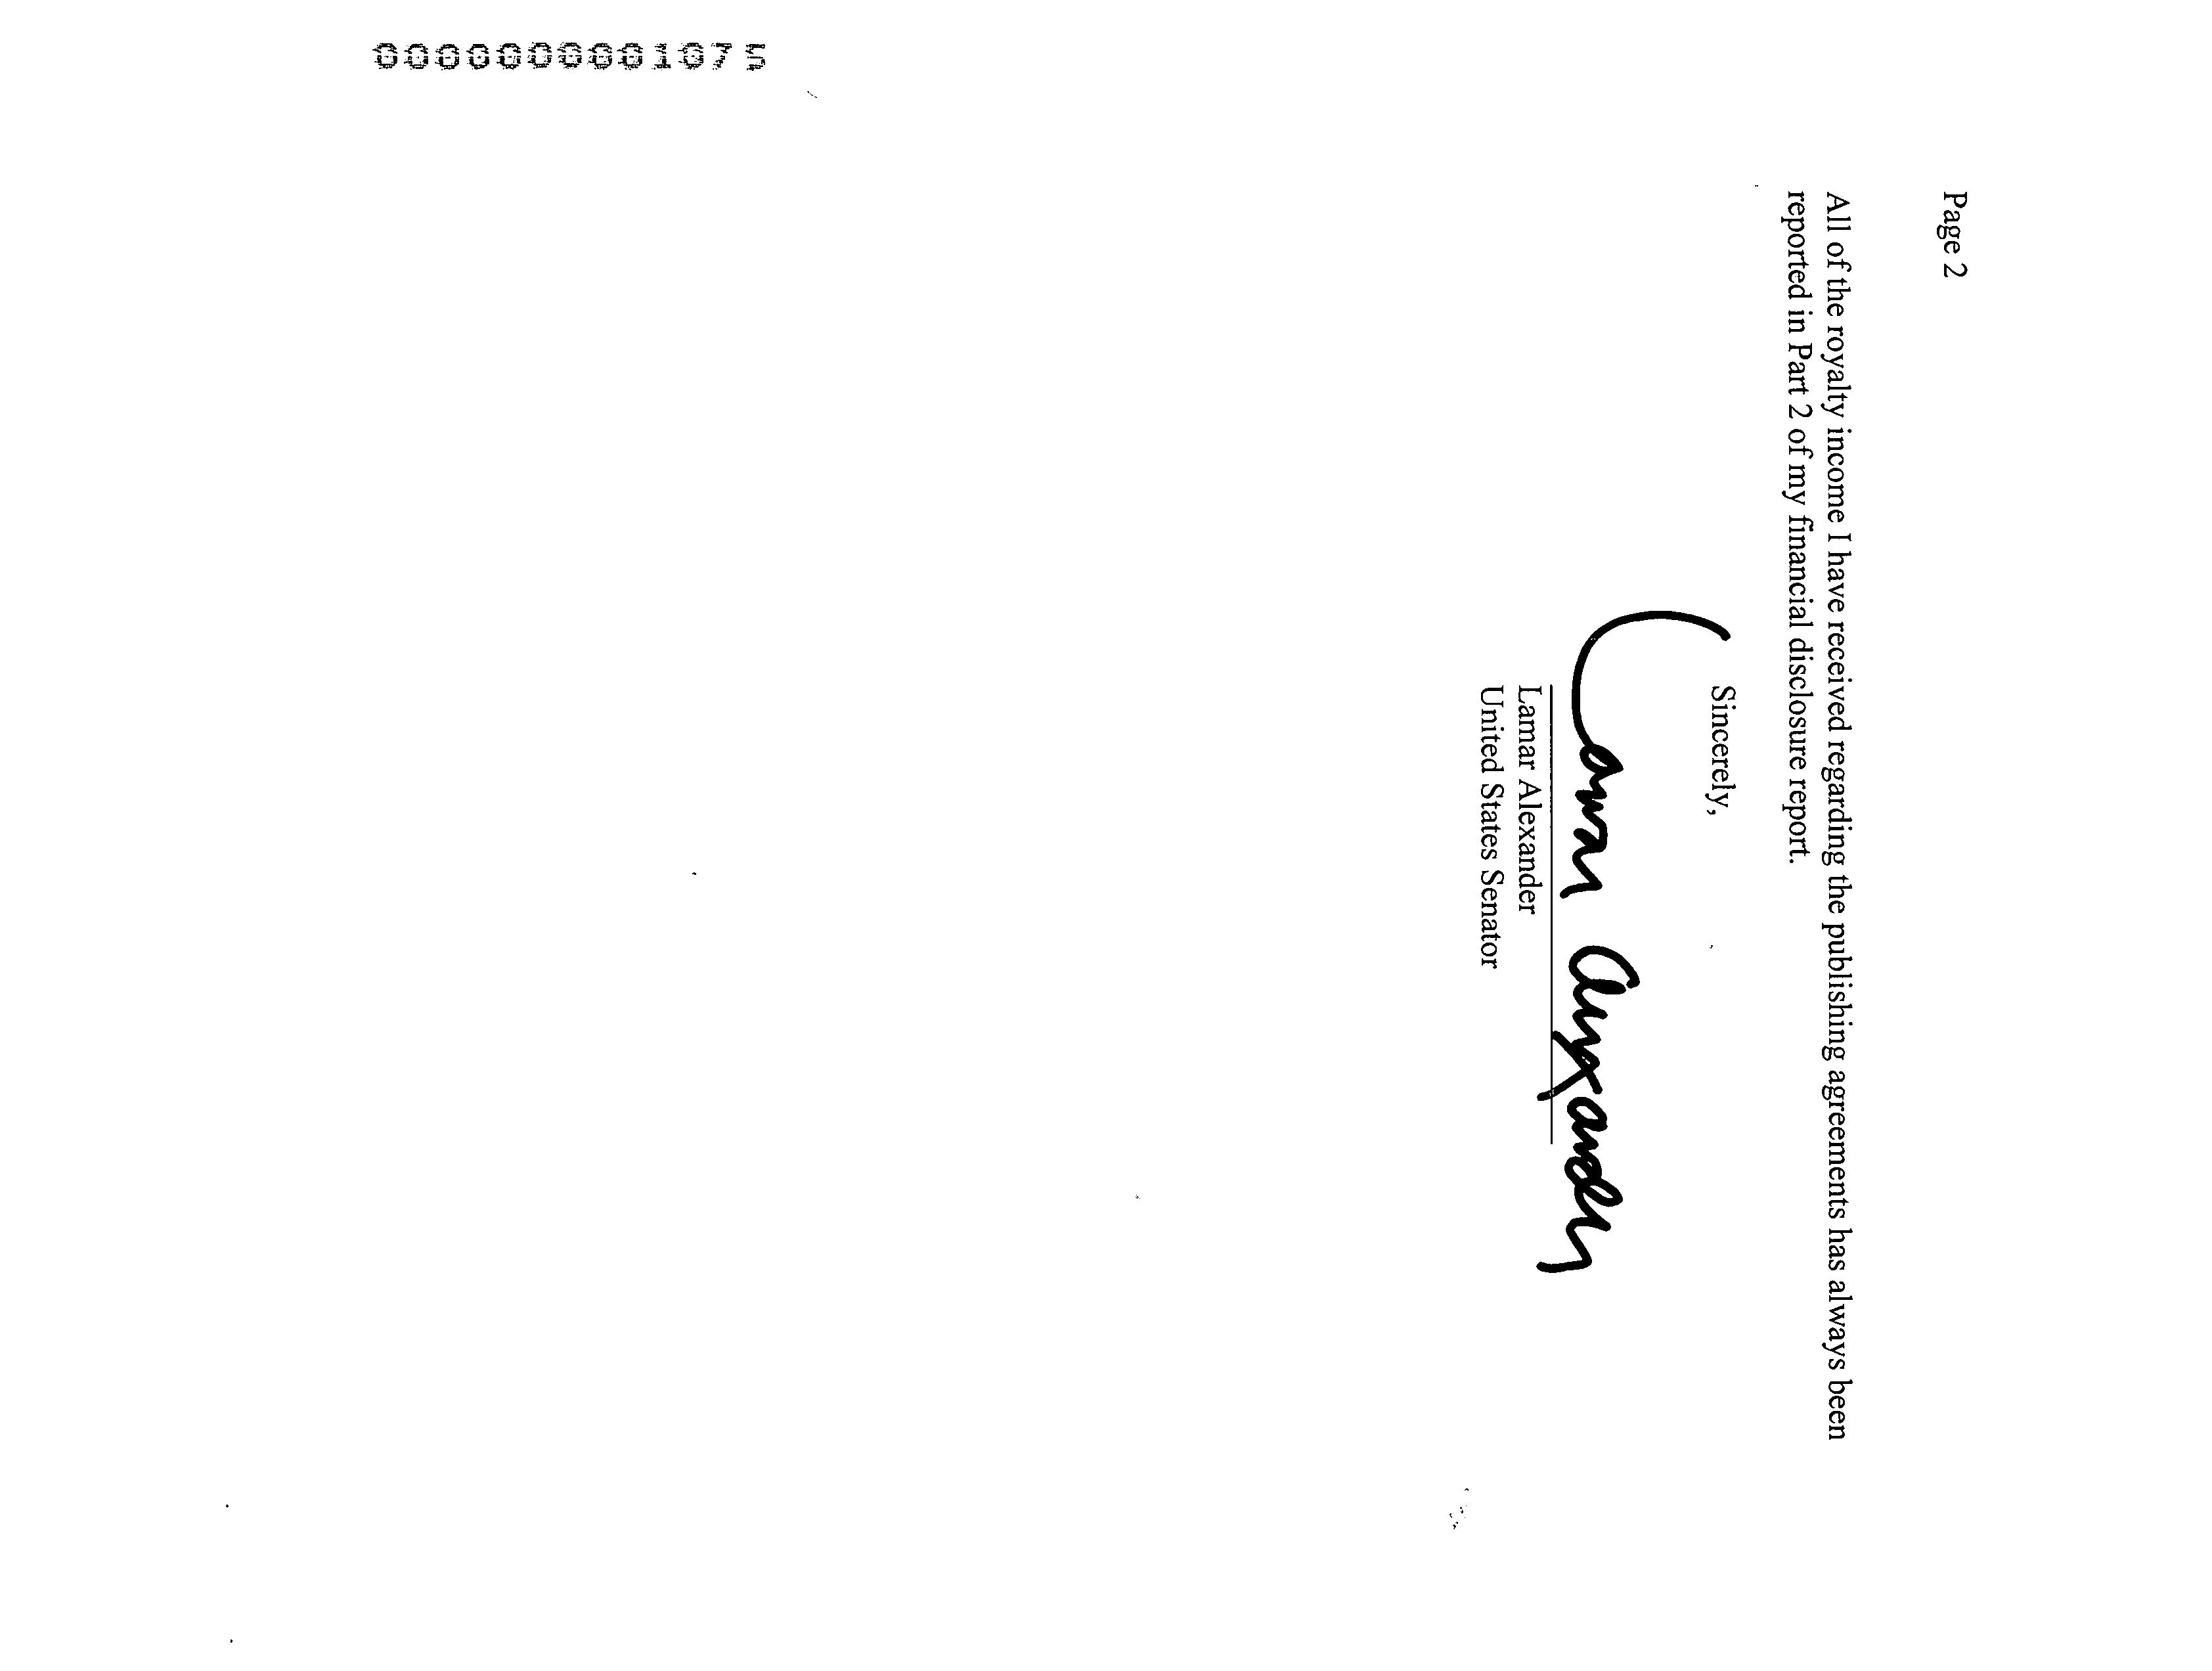 0000000001075
Page 2
All of the royalty income I have received regarding the publishing agreements has always been
reported in Part 2 of my financial disclosure report.
Sincerely,
Lamar Alexander
Lamar Alexander
United States Senator